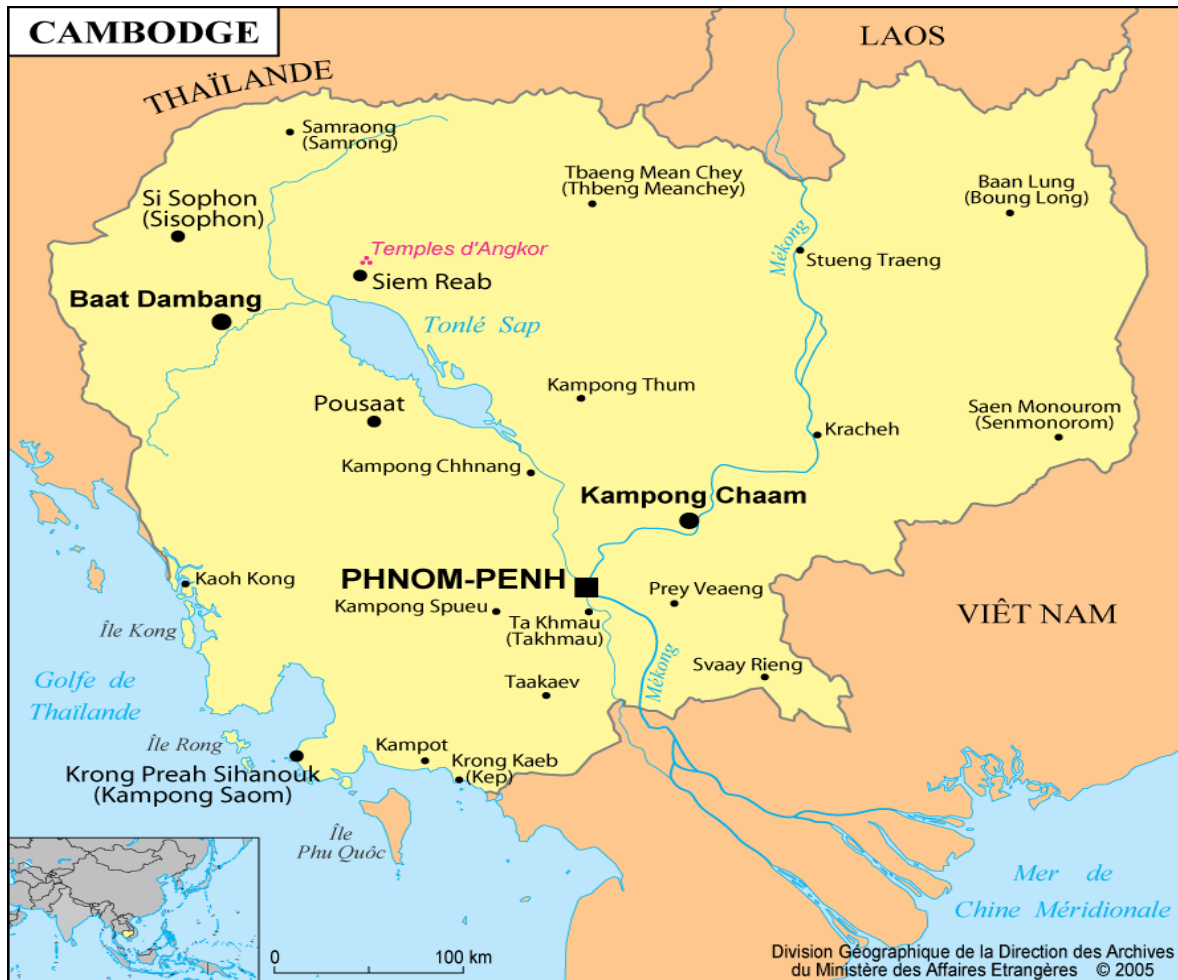 CAMBODGE
LAOS
THAÏLANDE
Samraong
(Samrong)
Tbaeng Mean Chey
(Thbeng Meanchey)
Baan Lung
(Boung Long)
Si Sophon
(Sisophon)
Mékong
Temples d'Angkor
Stueng Traeng
Siem Reab
Baat Dambang
Tonlé Sap
Kampong Thum
Pousaat
Saen Monourom
(Senmonorom)
Kracheh
Kampong Chhnang
Kampong Chaam
Kaoh Kong
PHNOM-PENH
Prey Veaeng
Kampong Spueu
Ta Khmau
(Takhmau)
VIÊT NAM
Île Kong
Mékong
Svaay Rieng
Golfe de
Thaïlande
Taakaev
Île Rong
Kampot
Krong Kaeb
(Kep)
Krong Preah Sihanouk
(Kampong Saom)
Île
Phu Quôc
Mer de
Chine Méridionale
0 100 km
Division Géographique de la Direction des Archives
du Ministère des Affaires Etrangères © 2005